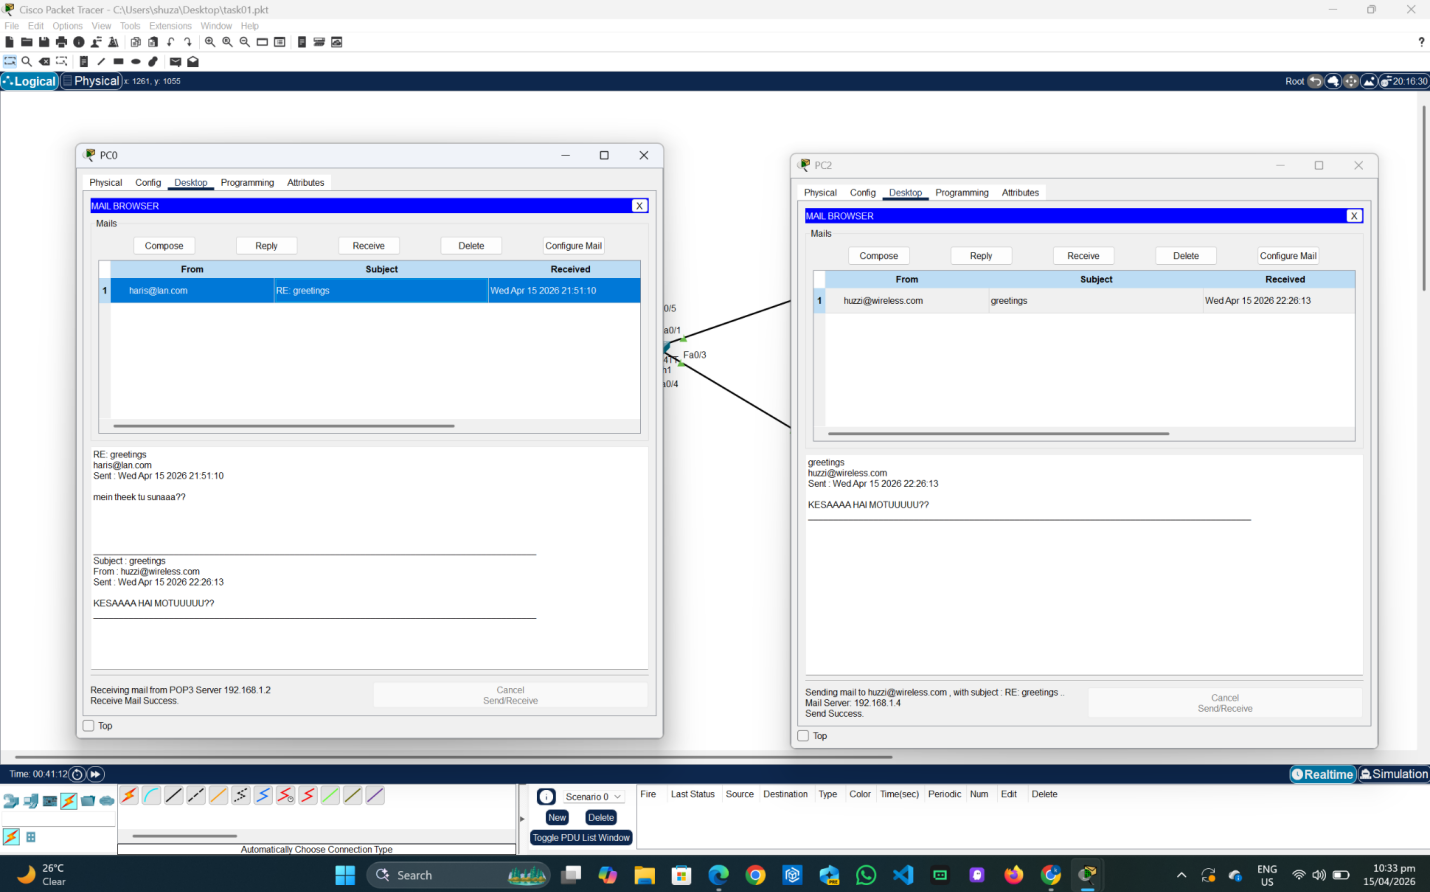 Cisco Packet Tracer - C:\Users\shuza\Desktop\task01.pkt
File Edit Options View Tools Extensions Window Help
?
Logical Physical x: 1261, y: 1055
Root 20:16:30
PC0
Physical Config Desktop Programming Attributes
MAIL BROWSER X
Mails
Compose Reply Receive Delete Configure Mail
From Subject Received
1 haris@lan.com RE: greetings Wed Apr 15 2026 21:51:10
RE: greetings
haris@lan.com
Sent : Wed Apr 15 2026 21:51:10
mein theek tu sunaaa??
Subject : greetings
From : huzzi@wireless.com
Sent : Wed Apr 15 2026 22:26:13
KESAAAA HAI MOTUUUUU??
Receiving mail from POP3 Server 192.168.1.2
Receive Mail Success.
Cancel
Send/Receive
Top
0/5
a0/1
Fa0/3
a0/4
PC2
Physical Config Desktop Programming Attributes
MAIL BROWSER X
Mails
Compose Reply Receive Delete Configure Mail
From Subject Received
1 huzzi@wireless.com greetings Wed Apr 15 2026 22:26:13
greetings
huzzi@wireless.com
Sent : Wed Apr 15 2026 22:26:13
KESAAAA HAI MOTUUUUU??
Sending mail to huzzi@wireless.com , with subject : RE: greetings ..
Mail Server: 192.168.1.4
Send Success.
Cancel
Send/Receive
Top
Time: 00:41:12
Realtime Simulation
Scenario 0
New Delete
Toggle PDU List Window
Fire Last Status Source Destination Type Color Time(sec) Periodic Num Edit Delete
Automatically Choose Connection Type
26°C
Clear
Search
PRE
ENG
US
10:33 pm
15/04/2026